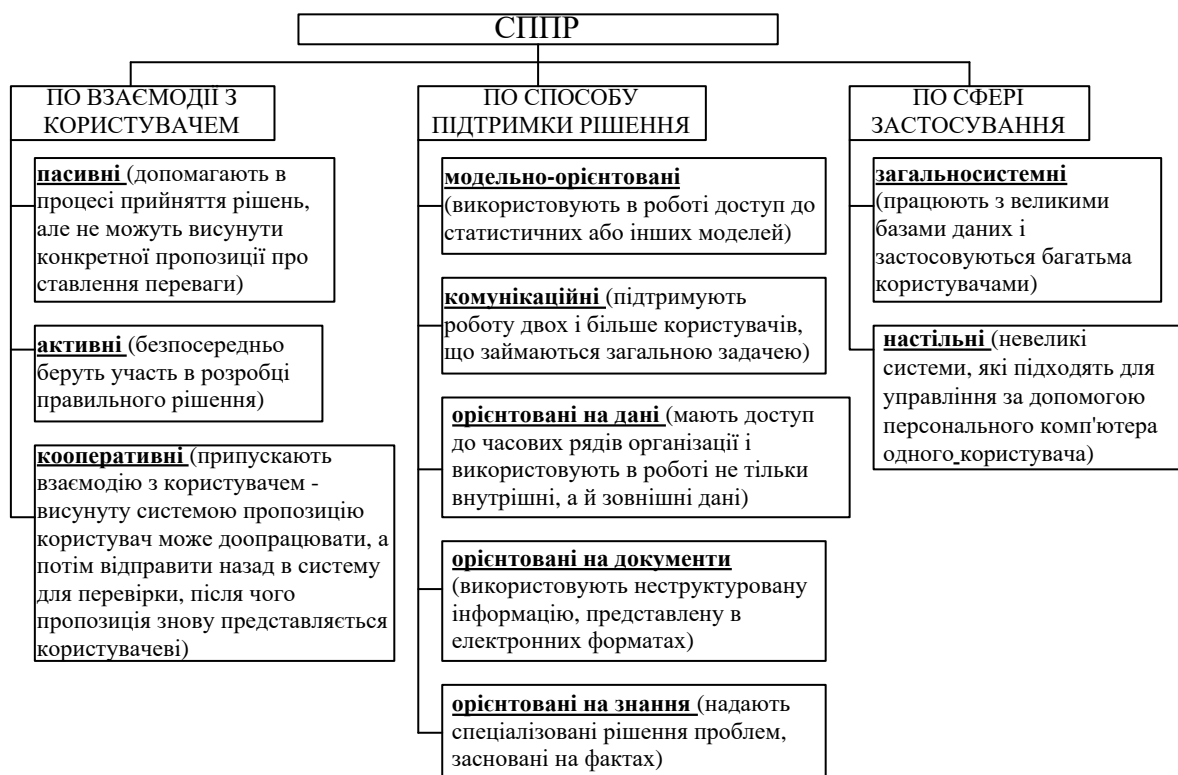 СППР
ПО ВЗАЄМОДІЇ З
КОРИСТУВАЧЕМ
пасивні (допомагають в
процесі прийняття рішень,
але не можуть висунути
конкретної пропозиції про
ставлення переваги)
активні (безпосередньо
беруть участь в розробці
правильного рішення)
кооперативні (припускають
взаємодію з користувачем -
висунуту системою пропозицію
користувач може доопрацювати, а
потім відправити назад в систему
для перевірки, після чого
пропозиція знову представляється
користувачеві)
ПО СПОСОБУ
ПІДТРИМКИ РІШЕННЯ
модельно-орієнтовані
(використовують в роботі доступ до
статистичних або інших моделей)
комунікаційні (підтримують
роботу двох і більше користувачів,
що займаються загальною задачею)
орієнтовані на дані (мають доступ
до часових рядів організації і
використовують в роботі не тільки
внутрішні, а й зовнішні дані)
орієнтовані на документи
(використовують неструктуровану
інформацію, представлену в
електронних форматах)
орієнтовані на знання (надають
спеціалізовані рішення проблем,
засновані на фактах)
ПО СФЕРІ
ЗАСТОСУВАННЯ
загальносистемні
(працюють з великими
базами даних і
застосовуються багатьма
користувачами)
настільні (невеликі
системи, які підходять для
управління за допомогою
персонального комп'ютера
одного користувача)